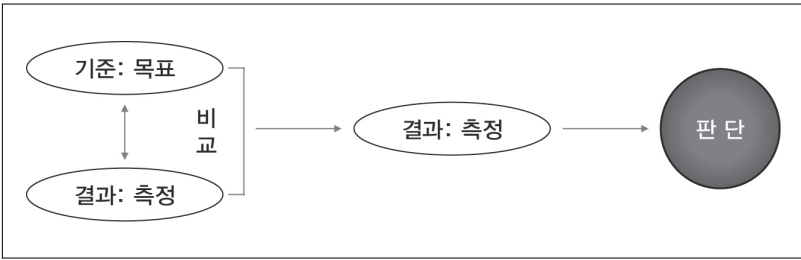 기준: 목표
비
교
결과: 측정
결과: 측정
판 단